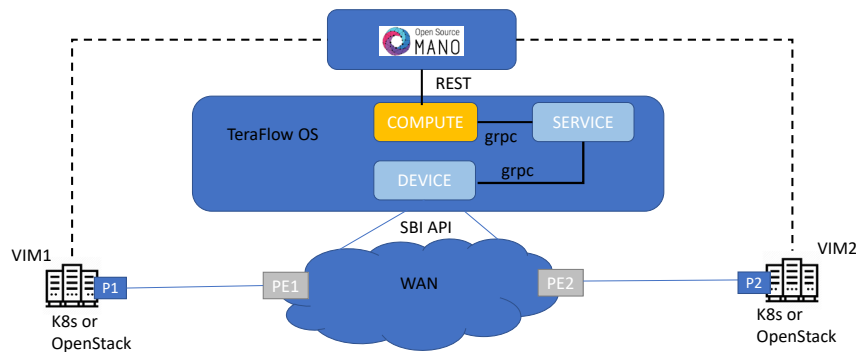 Open Source
MANO
REST
TeraFlow OS
COMPUTE
SERVICE
grpc
DEVICE
grpc
SBI API
VIM1
VIM2
P1
PE1
WAN
PE2
P2
K8s or
OpenStack
K8s or
OpenStack